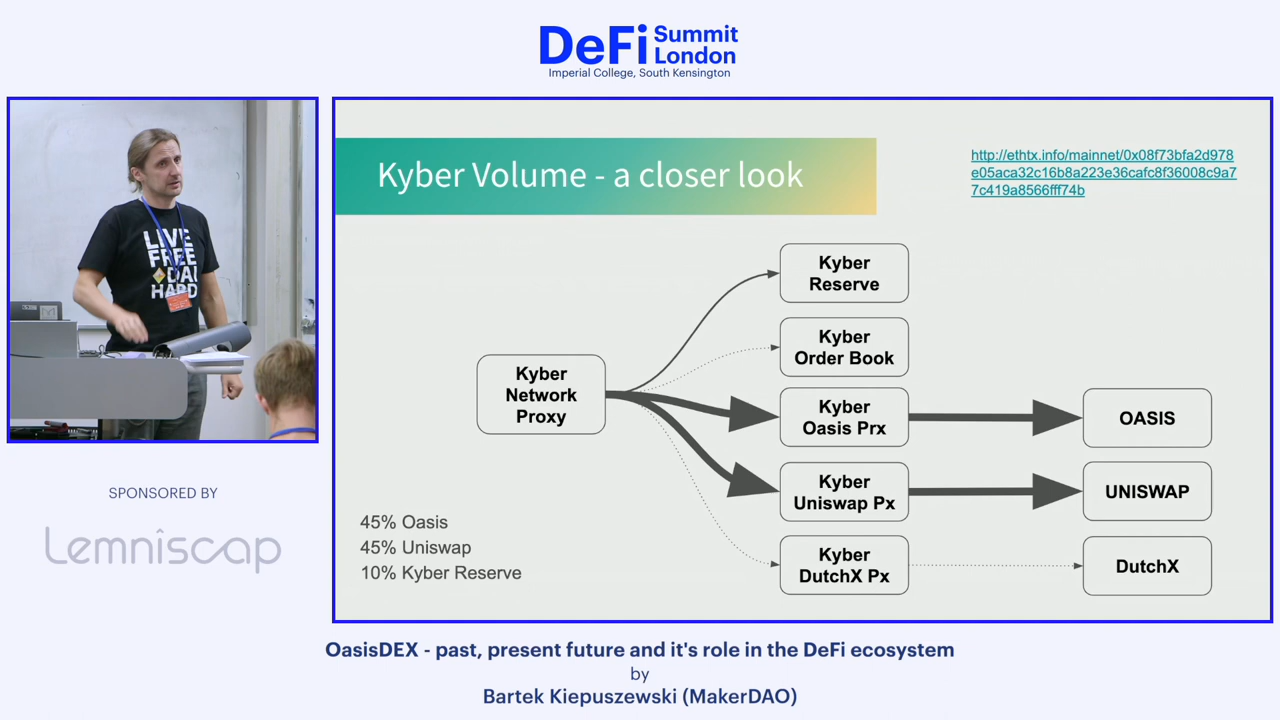 DeFi Summit London
Imperial College, South Kensington
LIVE
FREE
DAI
HARD
SPONSORED BY
Lemniscap
Kyber Volume - a closer look
http://ethtx.info/mainnet/0x08f73bfa2d978
e05aca32c16b8a223e36cafc8f36008c9a7
7c419a8566fff74b
Kyber
Reserve
Kyber
Order Book
Kyber
Network
Proxy
Kyber
Oasis Prx
OASIS
Kyber
Uniswap Px
UNISWAP
Kyber
DutchX Px
DutchX
45% Oasis
45% Uniswap
10% Kyber Reserve
OasisDEX - past, present future and it's role in the DeFi ecosystem
by
Bartek Kiepuszewski (MakerDAO)